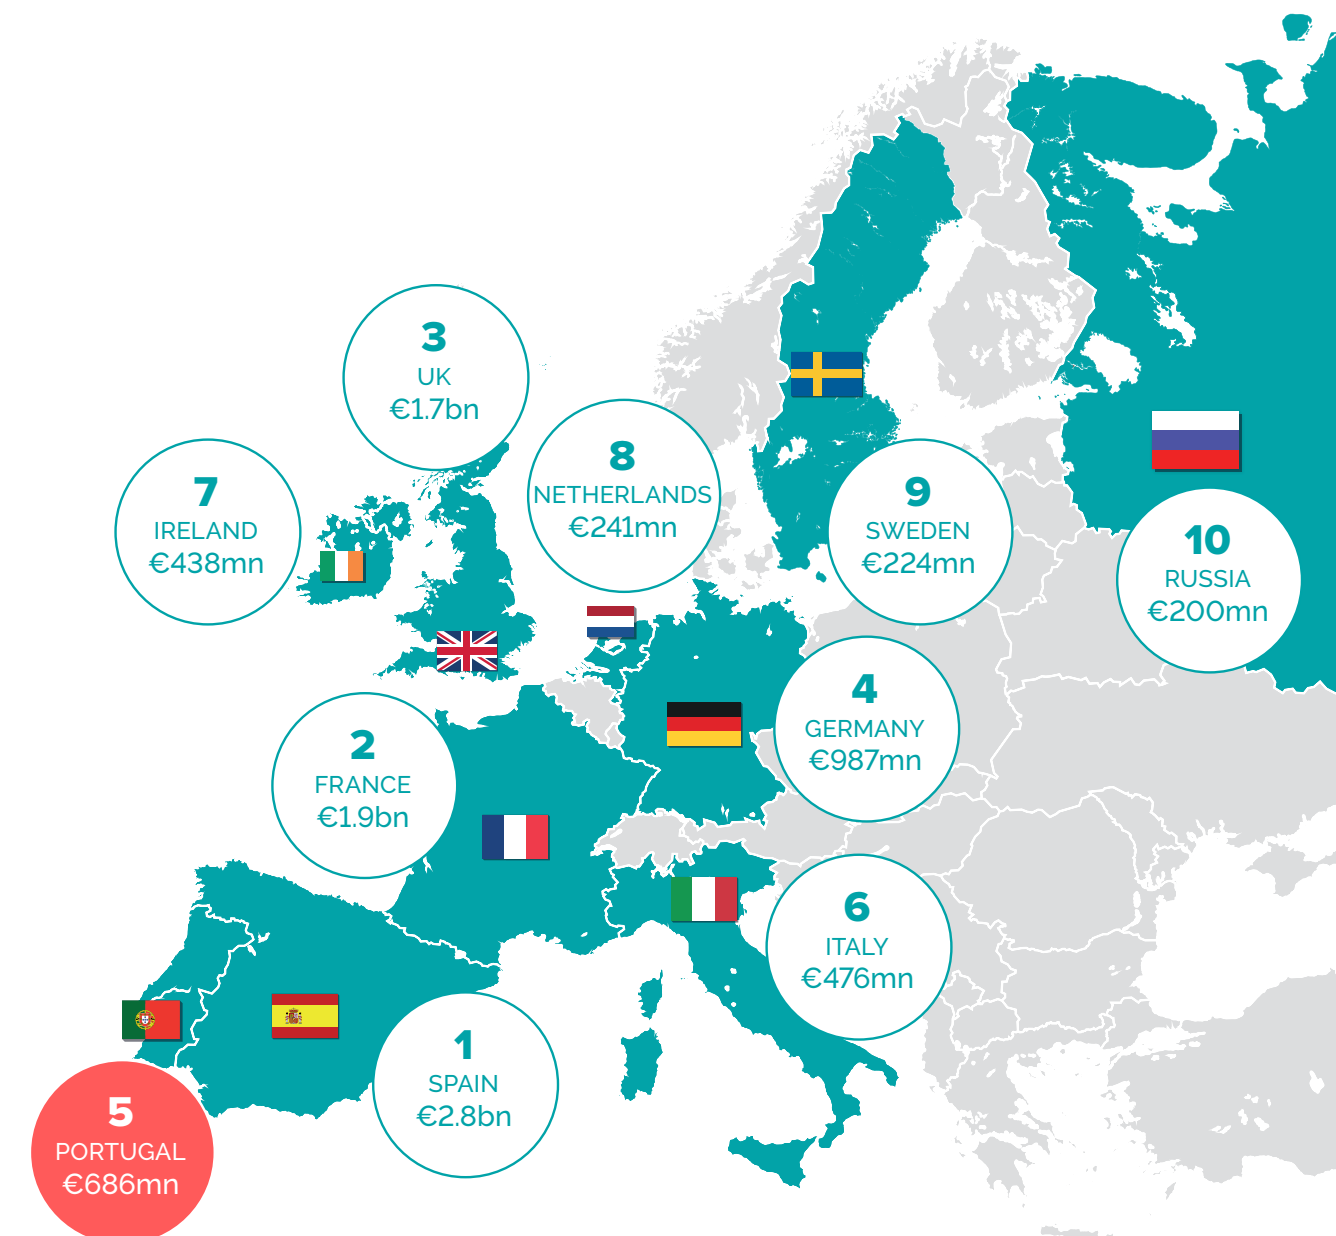 3
UK
€1.7bn
8
NETHERLANDS
€241mn
7
IRELAND
€438mn
9
SWEDEN
€224mn
10
RUSSIA
€200mn
4
GERMANY
€987mn
2
FRANCE
€1.9bn
6
ITALY
€476mn
1
SPAIN
€2.8bn
5
PORTUGAL
€686mn